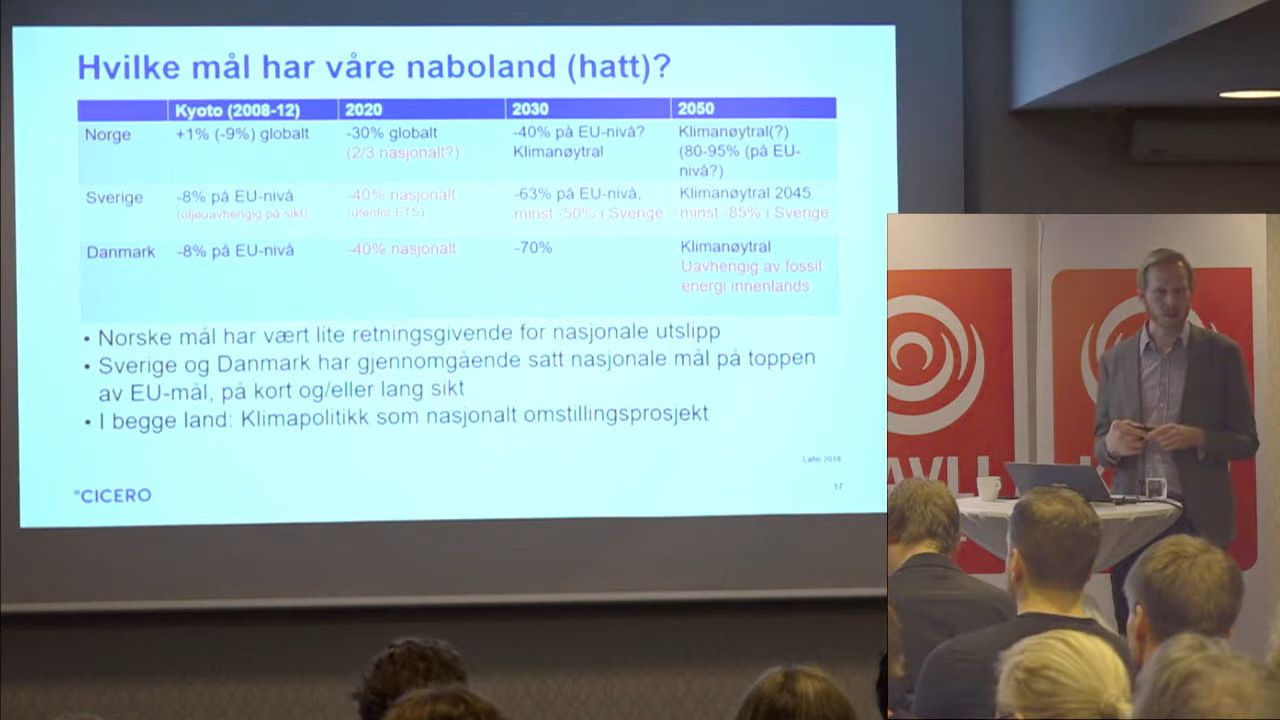 Hvilke mål har våre naboland (hatt)?
Kyoto (2008-12) 2020 2030 2050
Norge +1% (-9%) globalt -30% globalt -40% på EU-nivå? Klimanøytral(?)
(2/3 nasjonalt?) Klimanøytral (80-95% (på EU-
nivå?)
Sverige -8% på EU-nivå -40% nasjonalt -63% på EU-nivå, Klimanøytral 2045
(oljeuavhengig på sikt) (utenfor ETS) minst -50% i Sverige minst -85% i Sverige
Danmark -8% på EU-nivå -40% nasjonalt -70% Klimanøytral
Uavhengig av fossil
energi innenlands
• Norske mål har vært lite retningsgivende for nasjonale utslipp
• Sverige og Danmark har gjennomgående satt nasjonale mål på toppen
av EU-mål, på kort og/eller lang sikt
• I begge land: Klimapolitikk som nasjonalt omstillingsprosjekt
Lahn 2018
17
°CICERO